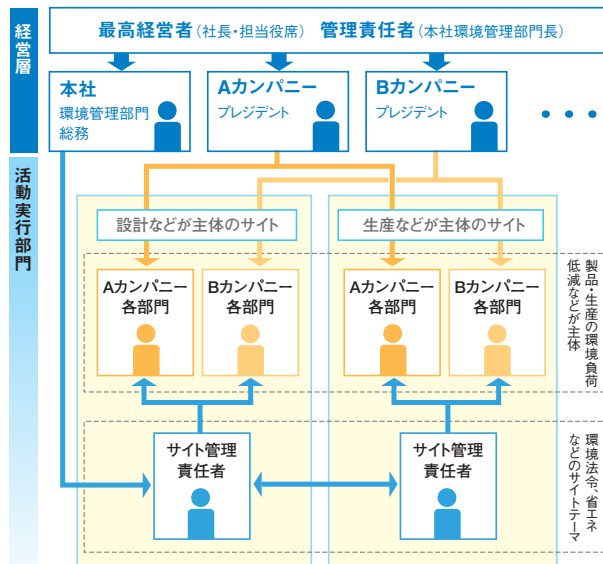 経営層
最高経営者(社長・担当役席) 管理責任者(本社環境管理部門長)
本社
環境管理部門
総務
Aカンパニー
プレジデント
Bカンパニー
プレジデント
活動実行部門
設計などが主体のサイト
生産などが主体のサイト
Aカンパニー
各部門
Bカンパニー
各部門
Aカンパニー
各部門
Bカンパニー
各部門
製品・生産の環境負荷
低減などが主体
サイト管理
責任者
サイト管理
責任者
環境法令、省エネ
などのサイトテーマ